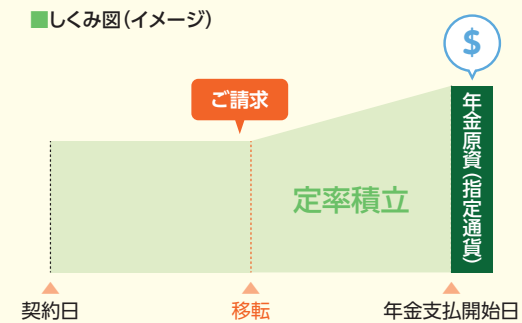 ■しくみ図(イメージ)
$
ご請求
年金原資(指定通貨)
定率積立
契約日
移転
年金支払開始日